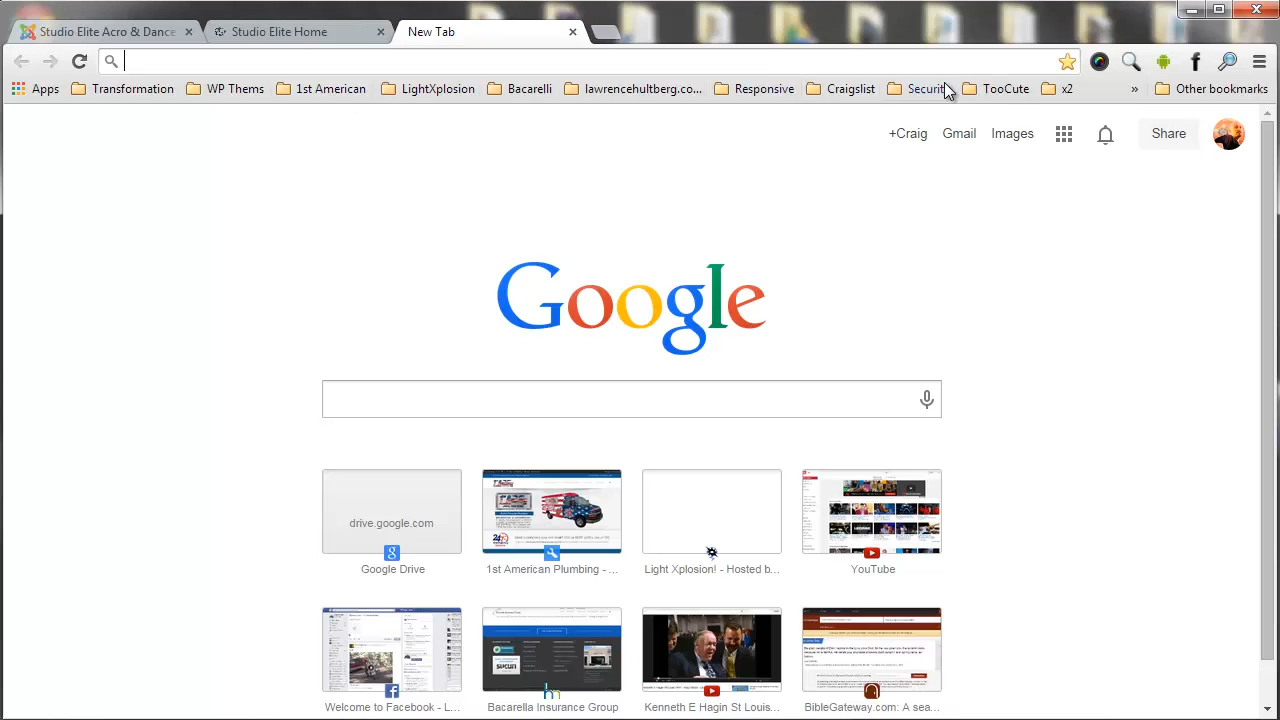 Studio Elite Acro & Dance
Studio Elite Home
New Tab
Apps
Transformation
WP Themes
1st American
LightXplosion
Bacarelli
lawrencehultberg.co...
Responsive
Craigslist
Securit
TooCute
x2
»
Other bookmarks
+Craig
Gmail
Images
Share
Google
drive.google.com
Google Drive
1st American Plumbing - ...
Light Xplosion! - Hosted b...
YouTube
Welcome to Facebook - L...
Bacarella Insurance Group
Kenneth E Hagin St Louis...
BibleGateway.com: A sea...